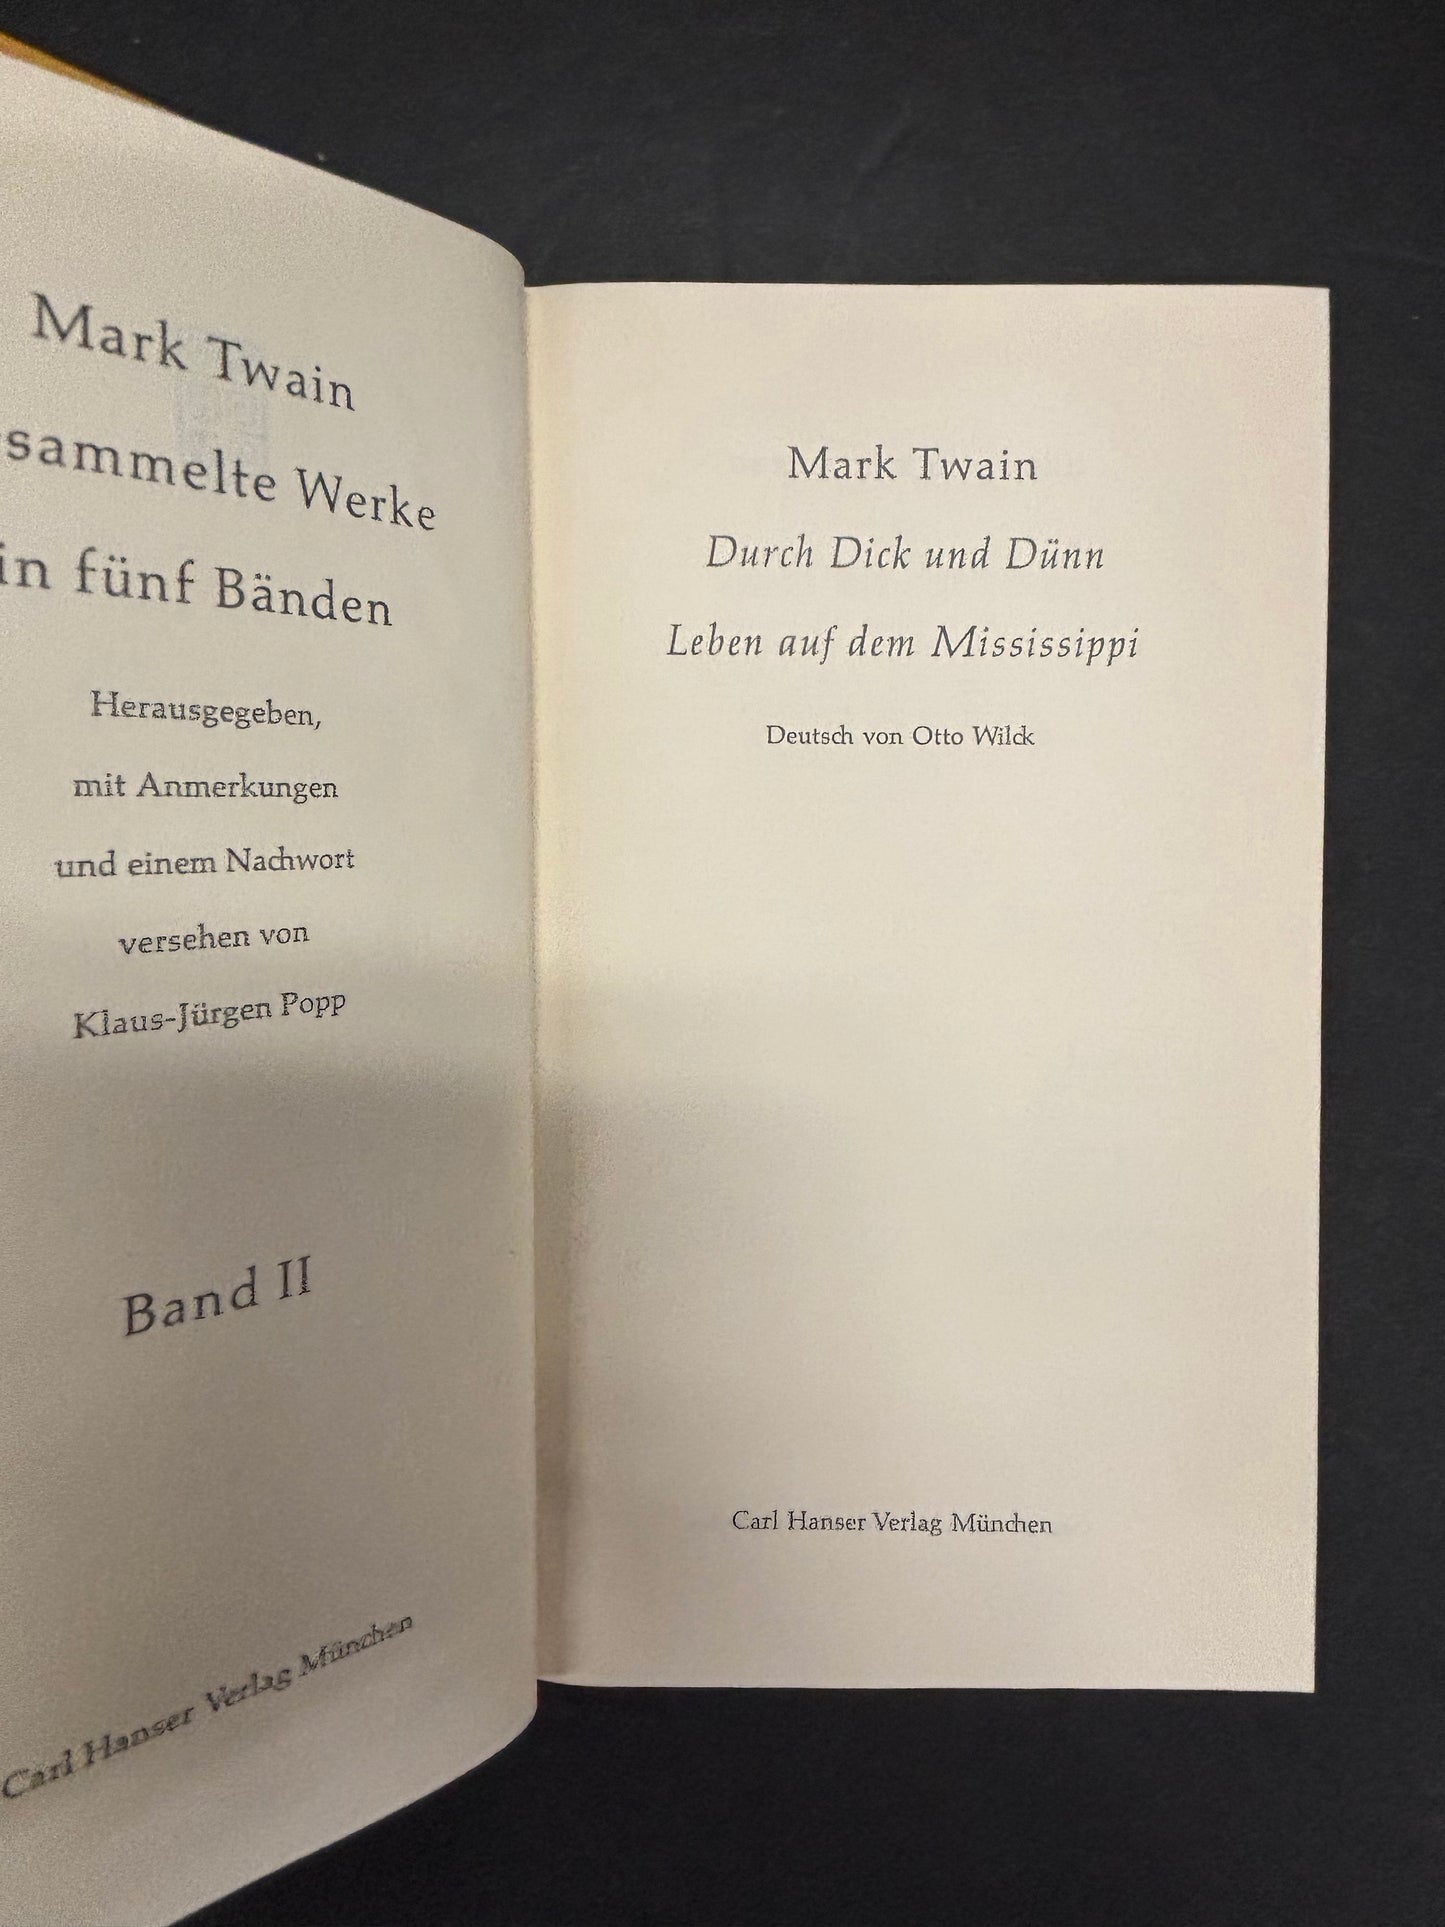 Mark Twain
sammelte Werke
in fünf Bänden
Herausgegeben,
mit Anmerkungen
und einem Nachwort
versehen von
Klaus-Jürgen Popp
Band II
Carl Hanser Verlag München
Mark Twain
Durch Dick und Dünn
Leben auf dem Mississippi
Deutsch von Otto Wilck
Carl Hanser Verlag München